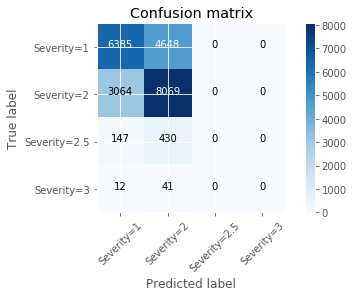 Confusion matrix
True label
Severity=1
6385 4648 0 0
Severity=2
3064 8069 0 0
Severity=2.5
147 430 0 0
Severity=3
12 41 0 0
Severity=1
Severity=2
Severity=2.5
Severity=3
Predicted label
8000
7000
6000
5000
4000
3000
2000
1000
0